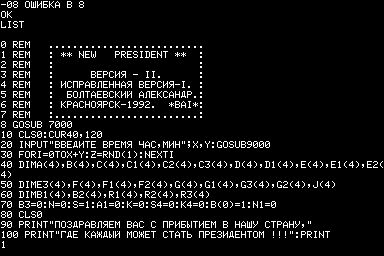 -08 ОШИБКА В 8
OK
LIST
0 REM ..........................
1 REM : ** NEW PRESIDENT ** :
2 REM : :
3 REM : ВЕРСИЯ - II. :
4 REM : ИСПРАВЛЕННАЯ ВЕРСИЯ-I. :
5 REM : БОЛТАЕВСКИЙ АЛЕКСАНДР.:
6 REM : КРАСНОЯРСК-1992. *BAI*:
7 REM :........................:
8 GOSUB 7000
10 CLS0:CUR40,120
20 INPUT"ВВЕДИТЕ ВРЕМЯ ЧАС,МИН";X,Y:GOSUB9000
30 FORI=0TOX+Y:Z=RND(1):NEXTI
40 DIMA(4),B(4),C(4),C1(4),C2(4),C3(4),D(4),D1(4),E(4),E1(4),E2(
4)
50 DIME3(4),F(4),F1(4),F2(4),G(4),G1(4),G3(4),G2(4),J(4)
60 DIMB1(4),B2(4),R1(4),R2(4),R3(4)
70 B3=0:N=0:S=1:A1=0:K=0:S4=0:K4=0:B(0)=1:N1=0
80 CLS0
90 PRINT"ПОЗДРАВЛЯЕМ ВАС С ПРИБЫТИЕМ В НАШУ СТРАНУ,"
100 PRINT"ГДЕ КАЖДЫЙ МОЖЕТ СТАТЬ ПРЕЗИДЕНТОМ !!!":PRINT
1